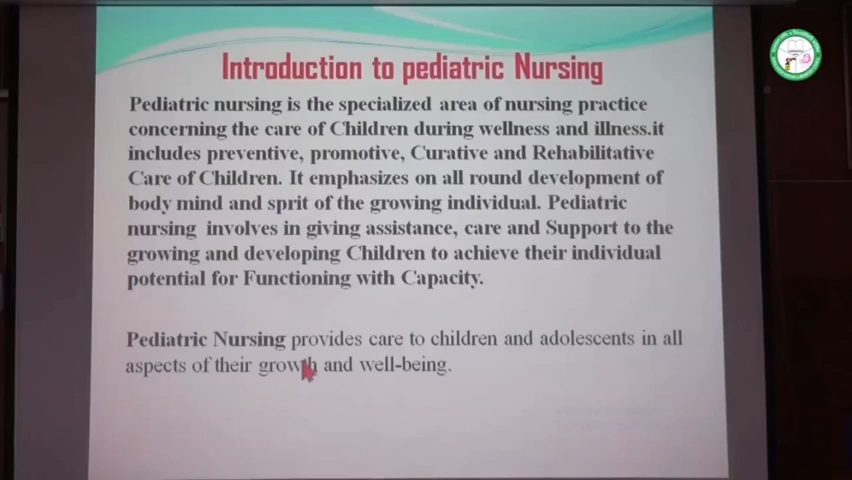 Introduction to pediatric Nursing
Pediatric nursing is the specialized area of nursing practice
concerning the care of Children during wellness and illness.it
includes preventive, promotive, Curative and Rehabilitative
Care of Children. It emphasizes on all round development of
body mind and sprit of the growing individual. Pediatric
nursing involves in giving assistance, care and Support to the
growing and developing Children to achieve their individual
potential for Functioning with Capacity.
Pediatric Nursing provides care to children and adolescents in all
aspects of their growth and well-being.